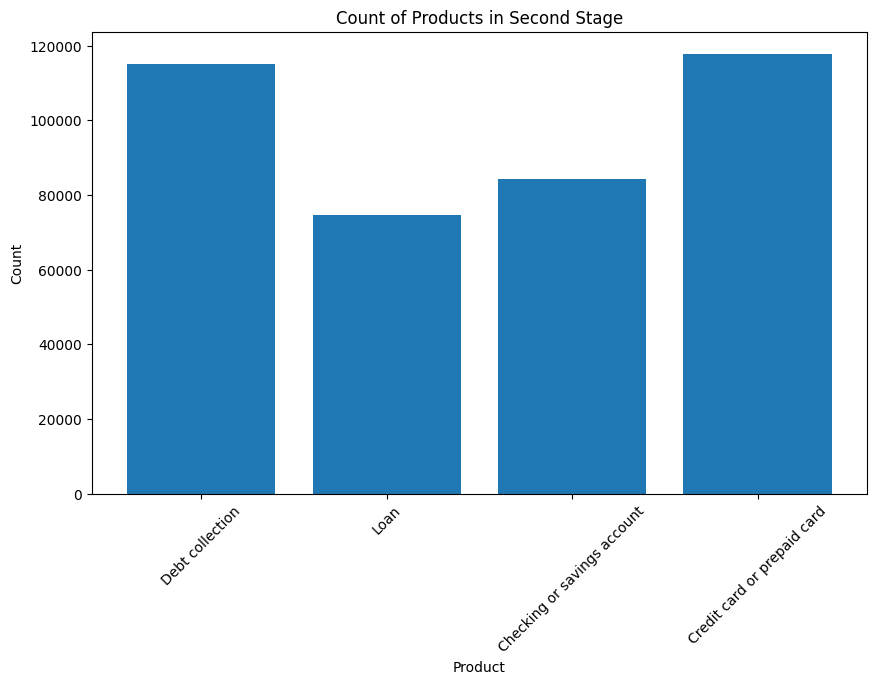 Count of Products in Second Stage
120000
100000
80000
60000
40000
20000
0
Count
Debt collection
Loan
Checking or savings account
Credit card or prepaid card
Product